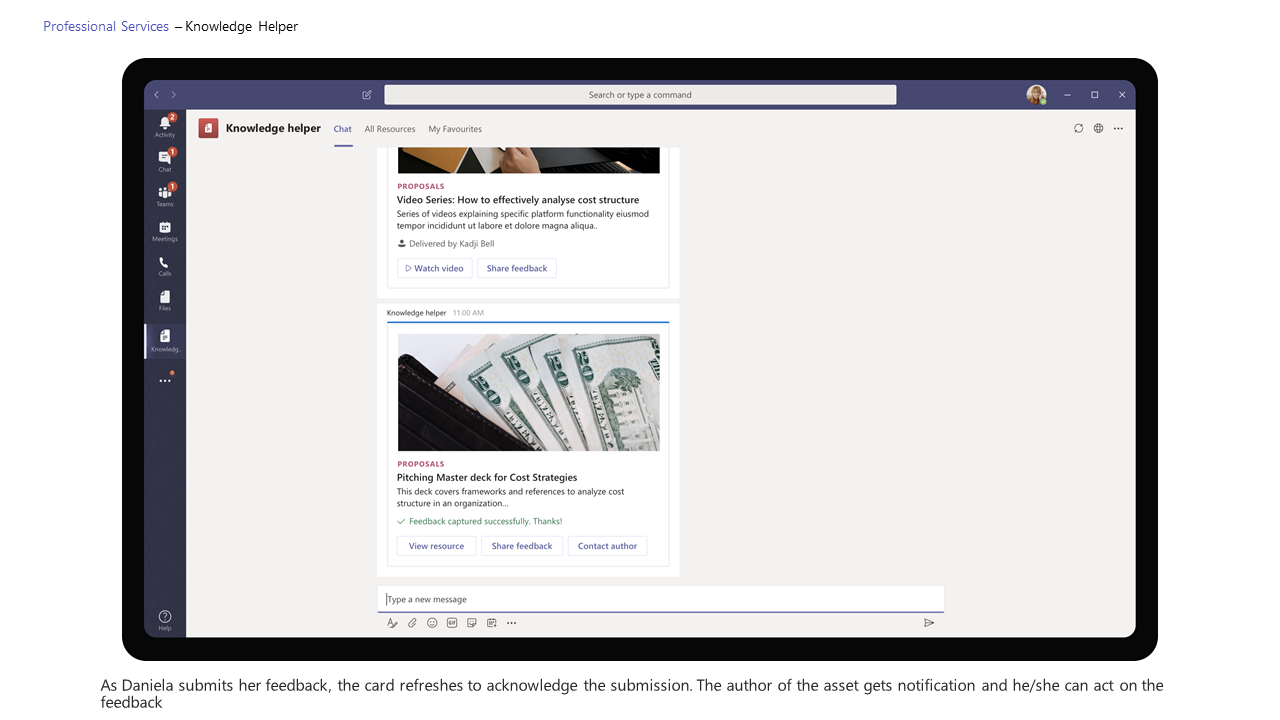 Professional Services – Knowledge Helper
Search or type a command
2
Activity
Knowledge helper
Chat
All Resources
My Favourites
1
Chat
1
Teams
PROPOSALS
Video Series: How to effectively analyse cost structure
Series of videos explaining specific platform functionality eiusmod
tempor incididunt ut labore et dolore magna aliqua..
Meetings
Delivered by Kadji Bell
Calls
Watch video
Share feedback
Files
Knowledge helper 11:00 AM
Knowledg..
20
PROPOSALS
Pitching Master deck for Cost Strategies
This deck covers frameworks and references to analyze cost
structure in an organization...
Feedback captured successfully. Thanks!
View resource
Share feedback
Contact author
Type a new message
GIF
Help
As Daniela submits her feedback, the card refreshes to acknowledge the submission. The author of the asset gets notification and he/she can act on the
feedback